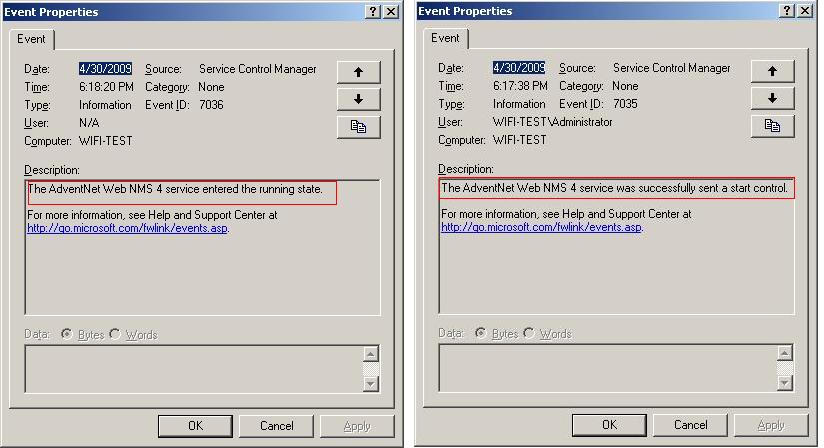 Event Properties
Event
Date: 4/30/2009 Source: Service Control Manager
Time: 6:18:20 PM Category: None
Type: Information Event ID: 7036
User: N/A
Computer: WIFI-TEST
Description:
The AdventNet Web NMS 4 service entered the running state.
For more information, see Help and Support Center at
http://go.microsoft.com/fwlink/events.asp.
Data: Bytes Words
OK Cancel Apply
Event Properties
Event
Date: 4/30/2009 Source: Service Control Manager
Time: 6:17:38 PM Category: None
Type: Information Event ID: 7035
User: WIFI-TEST\Administrator
Computer: WIFI-TEST
Description:
The AdventNet Web NMS 4 service was successfully sent a start control.
For more information, see Help and Support Center at
http://go.microsoft.com/fwlink/events.asp.
Data: Bytes Words
OK Cancel Apply